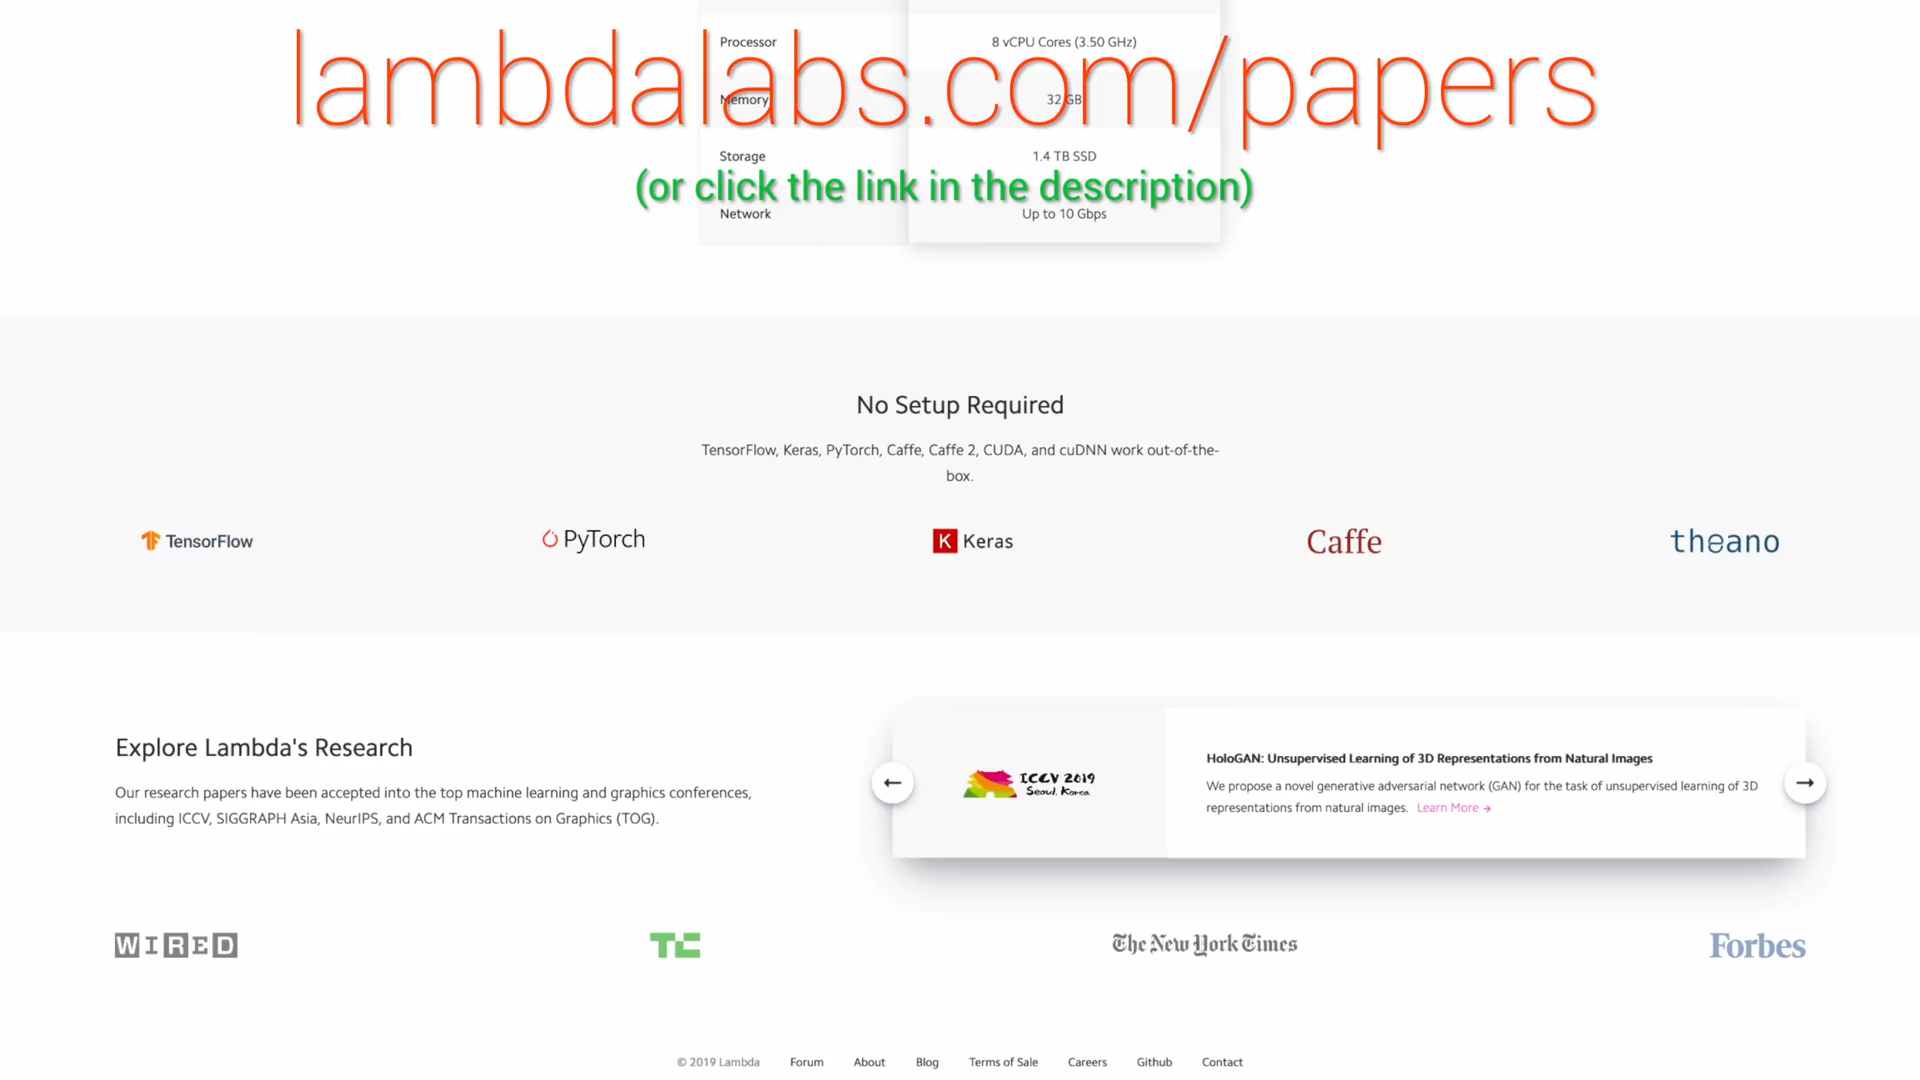 lambdalabs.com/papers
(or click the link in the description)
Processor 8 vCPU Cores (3.50 GHz)
Memory 32 GB
Storage 1.4 TB SSD
Network Up to 10 Gbps
No Setup Required
TensorFlow, Keras, PyTorch, Caffe, Caffe 2, CUDA, and cuDNN work out-of-the-
box.
TensorFlow PyTorch K Keras Caffe theano
Explore Lambda's Research
Our research papers have been accepted into the top machine learning and graphics conferences,
including ICCV, SIGGRAPH Asia, NeurIPS, and ACM Transactions on Graphics (TOG).
ICCV 2019
Seoul, Korea
HoloGAN: Unsupervised Learning of 3D Representations from Natural Images
We propose a novel generative adversarial network (GAN) for the task of unsupervised learning of 3D
representations from natural images. Learn More →
WIRED TC The New York Times Forbes
© 2019 Lambda Forum About Blog Terms of Sale Careers Github Contact